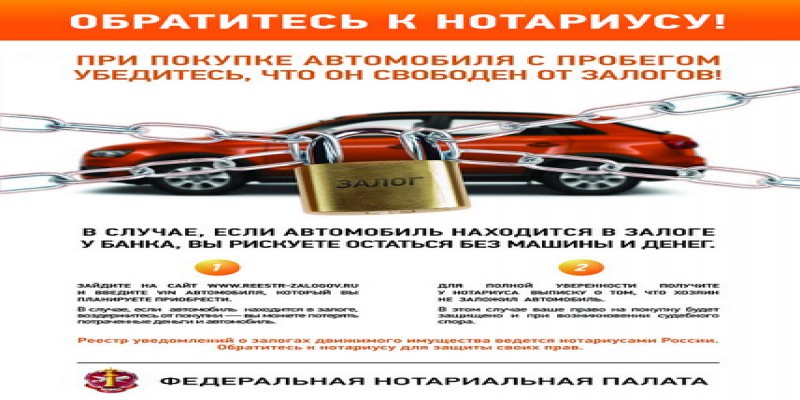 ОБРАТИТЕСЬ К НОТАРИУСУ!
ПРИ ПОКУПКЕ АВТОМОБИЛЯ С ПРОБЕГОМ
УБЕДИТЕСЬ, ЧТО ОН СВОБОДЕН ОТ ЗАЛОГОВ!
ЗАЛОГ
В СЛУЧАЕ, ЕСЛИ АВТОМОБИЛЬ НАХОДИТСЯ В ЗАЛОГЕ
У БАНКА, ВЫ РИСКУЕТЕ ОСТАТЬСЯ БЕЗ МАШИНЫ И ДЕНЕГ.
1
ЗАЙДИТЕ НА САЙТ WWW.REESTR-ZALOGOV.RU
И ВВЕДИТЕ VIN АВТОМОБИЛЯ, КОТОРЫЙ ВЫ
ПЛАНИРУЕТЕ ПРИОБРЕСТИ.
В случае, если автомобиль находится в залоге,
воздержитесь от покупки — вы можете потерять
потраченные деньги и автомобиль.
2
ДЛЯ ПОЛНОЙ УВЕРЕННОСТИ ПОЛУЧИТЕ
У НОТАРИУСА ВЫПИСКУ О ТОМ, ЧТО ХОЗЯИН
НЕ ЗАЛОЖИЛ АВТОМОБИЛЬ.
В этом случае ваше право на покупку будет
защищено и при возникновении судебного
спора.
Реестр уведомлений о залогах движимого имущества ведется нотариусами России.
Обратитесь к нотариусу для защиты своих прав.
ФЕДЕРАЛЬНАЯ НОТАРИАЛЬНАЯ ПАЛАТА